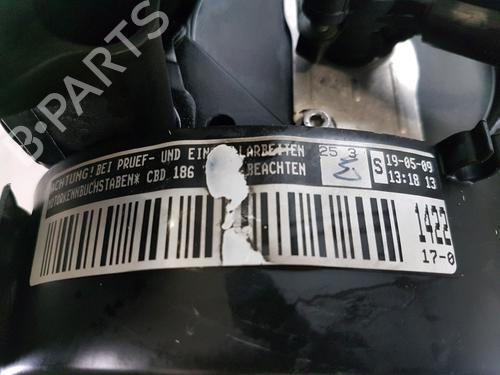 B-PARTS
ACHTUNG! BEI PRUEF- UND EIN LARBEITEN
MOTORKENNBUCHSTABEN* CBD 186 BEACHTEN
25 3
S
19-05-09
13:18 13
1422
17-0